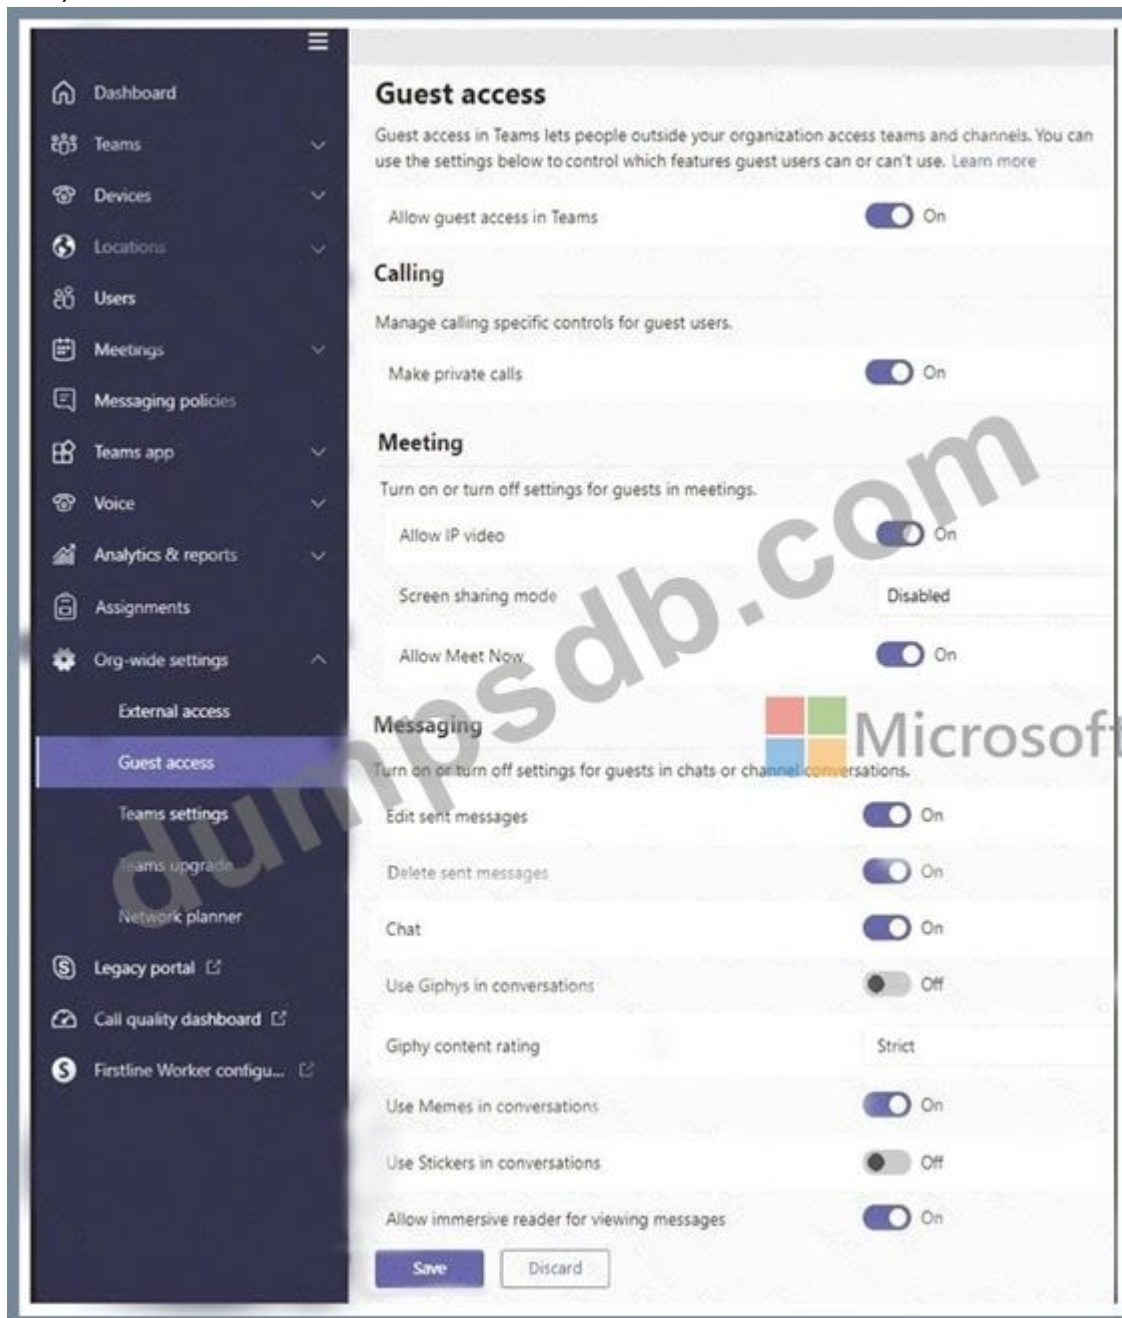 Dashboard
Teams
Devices
Locations
Users
Meetings
Messaging policies
Teams app
Voice
Analytics & reports
Assignments
Org-wide settings
External access
Guest access
Teams settings
Teams upgrade
Network planner
Legacy portal
Call quality dashboard
Firstline Worker configu...
Guest access
Guest access in Teams lets people outside your organization access teams and channels. You can
use the settings below to control which features guest users can or can't use. Learn more
Allow guest access in Teams On
Calling
Manage calling specific controls for guest users.
Make private calls On
Meeting
Turn on or turn off settings for guests in meetings.
Allow IP video On
Screen sharing mode Disabled
Allow Meet Now On
Messaging
Turn on or turn off settings for guests in chats or channel conversations.
Edit sent messages On
Delete sent messages On
Chat On
Use Giphys in conversations Off
Giphy content rating Strict
Use Memes in conversations On
Use Stickers in conversations Off
Allow immersive reader for viewing messages On
Save Discard
dumpsdb.com
Microsoft